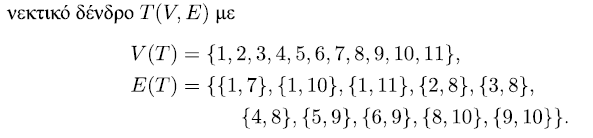 νεκτικό δένδρο T(V, E) με
V(T) = {1, 2, 3, 4, 5, 6, 7, 8, 9, 10, 11},
E(T) = {{1, 7}, {1, 10}, {1, 11}, {2, 8}, {3, 8},
{4, 8}, {5, 9}, {6, 9}, {8, 10}, {9, 10}}.